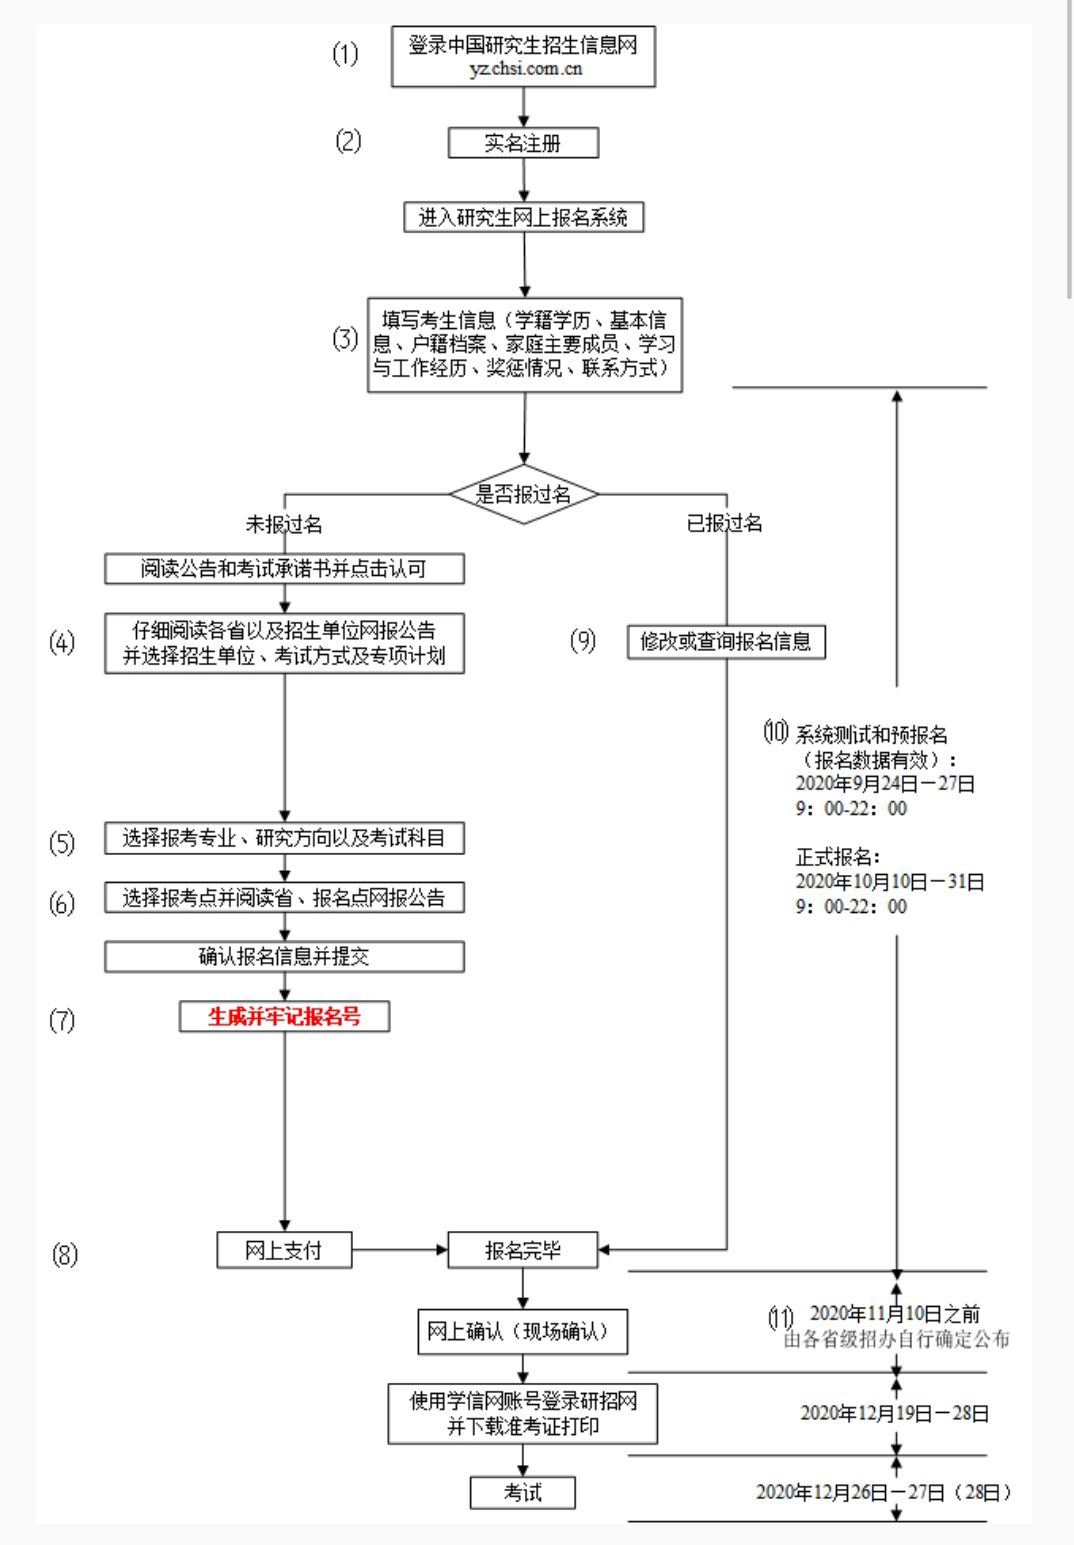 (1)
登录中国研究生招生信息网
yz.chsi.com.cn
(2)
实名注册
进入研究生网上报名系统
(3)
填写考生信息（学籍学历、基本信
息、户籍档案、家庭主要成员、学习
与工作经历、奖惩情况、联系方式）
是否报过名
未报过名
已报过名
阅读公告和考试承诺书并点击认可
(4)
仔细阅读各省以及招生单位网报公告
并选择招生单位、考试方式及专项计划
(9)
修改或查询报名信息
(10)
系统测试和预报名
（报名数据有效）：
2020年9月24日－27日
9：00-22：00
正式报名：
2020年10月10日－31日
9：00-22：00
(5)
选择报考专业、研究方向以及考试科目
(6)
选择报考点并阅读省、报名点网报公告
确认报名信息并提交
(7)
生成并牢记报名号
(8)
网上支付
报名完毕
网上确认（现场确认）
(11)
2020年11月10日之前
由各省级招办自行确定公布
使用学信网账号登录研招网
并下载准考证打印
2020年12月19日－28日
考试
2020年12月26日－27日（28日）